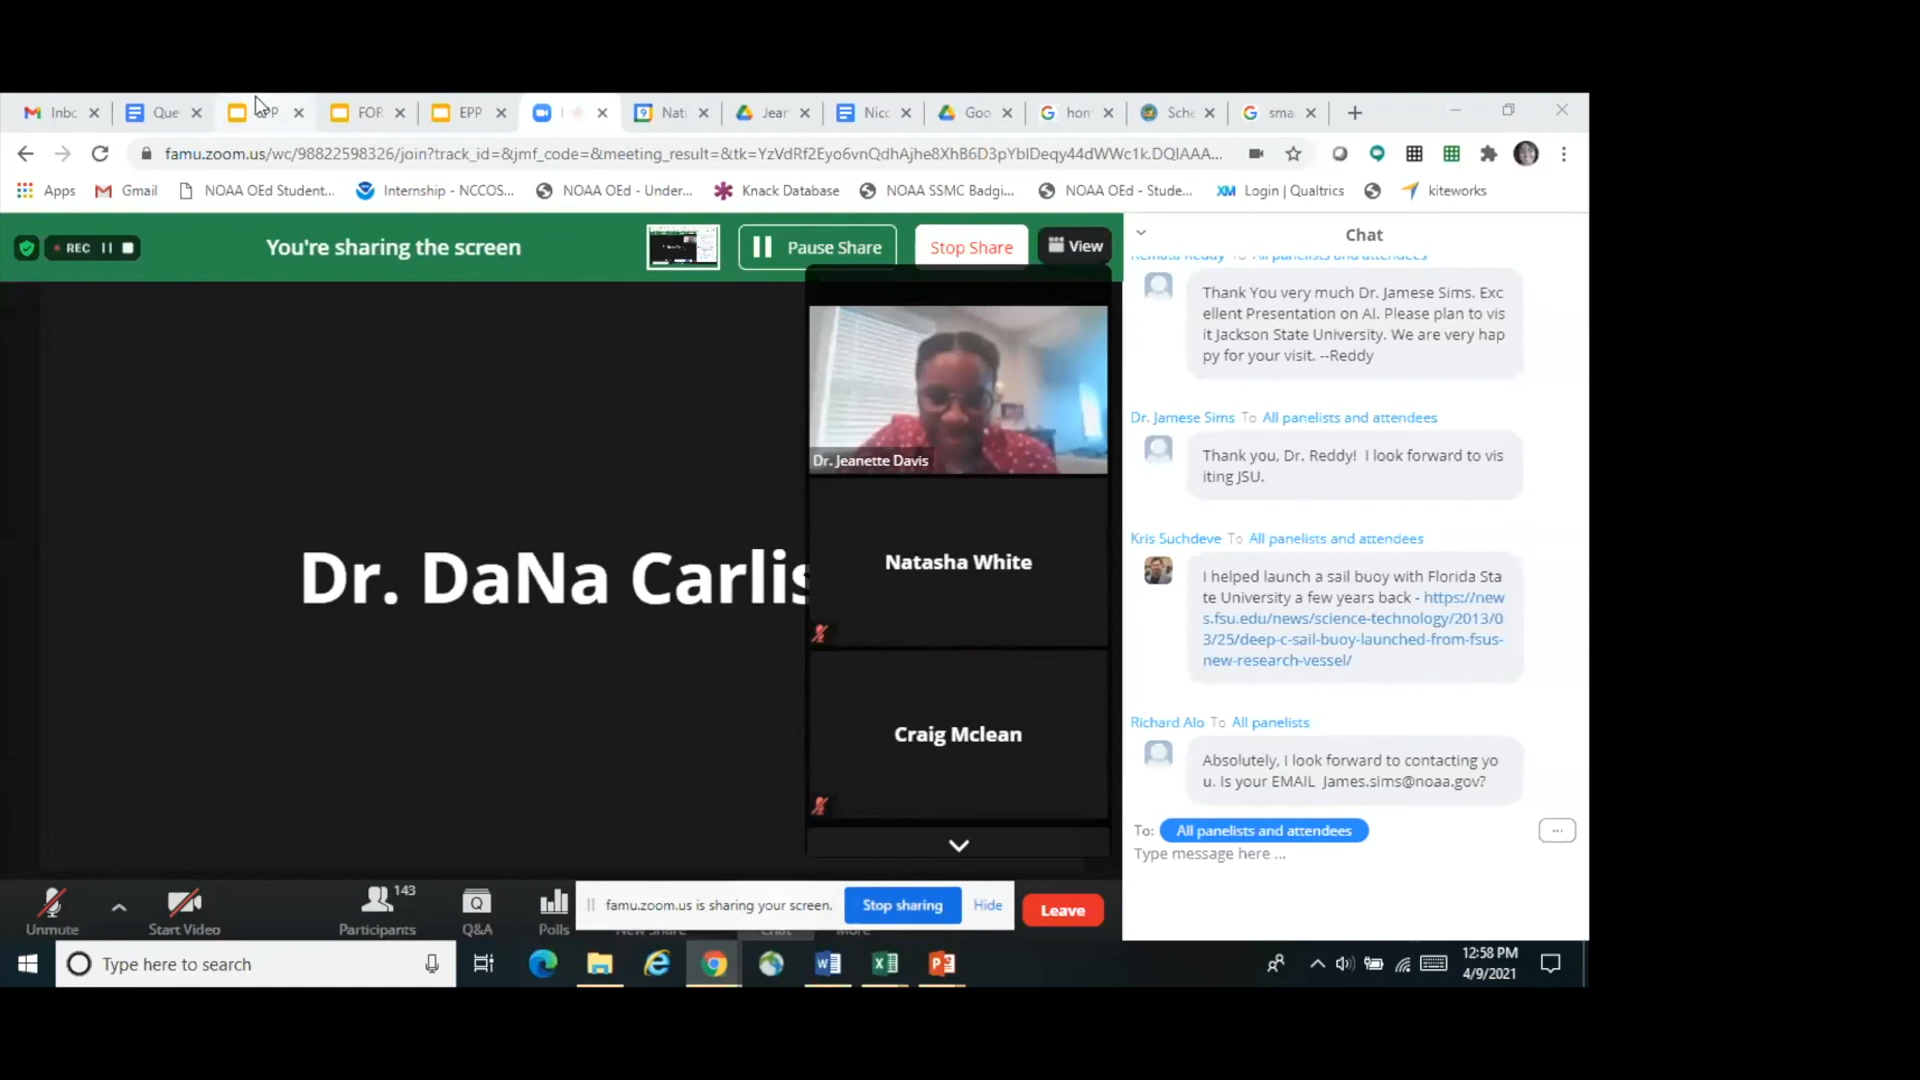 Inbc
Que
PP
FOR
EPP
Nati
Jear
Nicc
Goo
hon
Sche
sma
famu.zoom.us/wc/98822598326/join?track_id=&jmf_code=&meeting_result=&tk=YzVdRf2Eyo6vnQdhAjhe8XhB6D3pYbIDeqy44dWWc1k.DQIAAA...
Apps
Gmail
NOAA OEd Student...
Internship - NCCOS...
NOAA OEd - Under...
Knack Database
NOAA SSMC Badgi...
NOAA OEd - Stude...
XM Login | Qualtrics
kiteworks
REC
You're sharing the screen
Pause Share
Stop Share
View
Dr. DaNa Carlis
Dr. Jeanette Davis
Natasha White
Craig Mclean
Chat
Reddy To All panelists and attendees
Thank You very much Dr. Jamese Sims. Exc
ellent Presentation on AI. Please plan to vis
it Jackson State University. We are very hap
py for your visit. --Reddy
Dr. Jamese Sims To All panelists and attendees
Thank you, Dr. Reddy! I look forward to vis
iting JSU.
Kris Suchdeve To All panelists and attendees
I helped launch a sail buoy with Florida Sta
te University a few years back - https://new
s.fsu.edu/news/science-technology/2013/0
3/25/deep-c-sail-buoy-launched-from-fsus-
new-research-vessel/
Richard Alo To All panelists
Absolutely, I look forward to contacting yo
u. Is your EMAIL James.sims@noaa.gov?
To: All panelists and attendees
...
Type message here ...
Unmute
Start Video
143
Participants
Q&A
Polls
famu.zoom.us is sharing your screen.
Stop sharing
Hide
Leave
Type here to search
12:58 PM
4/9/2021